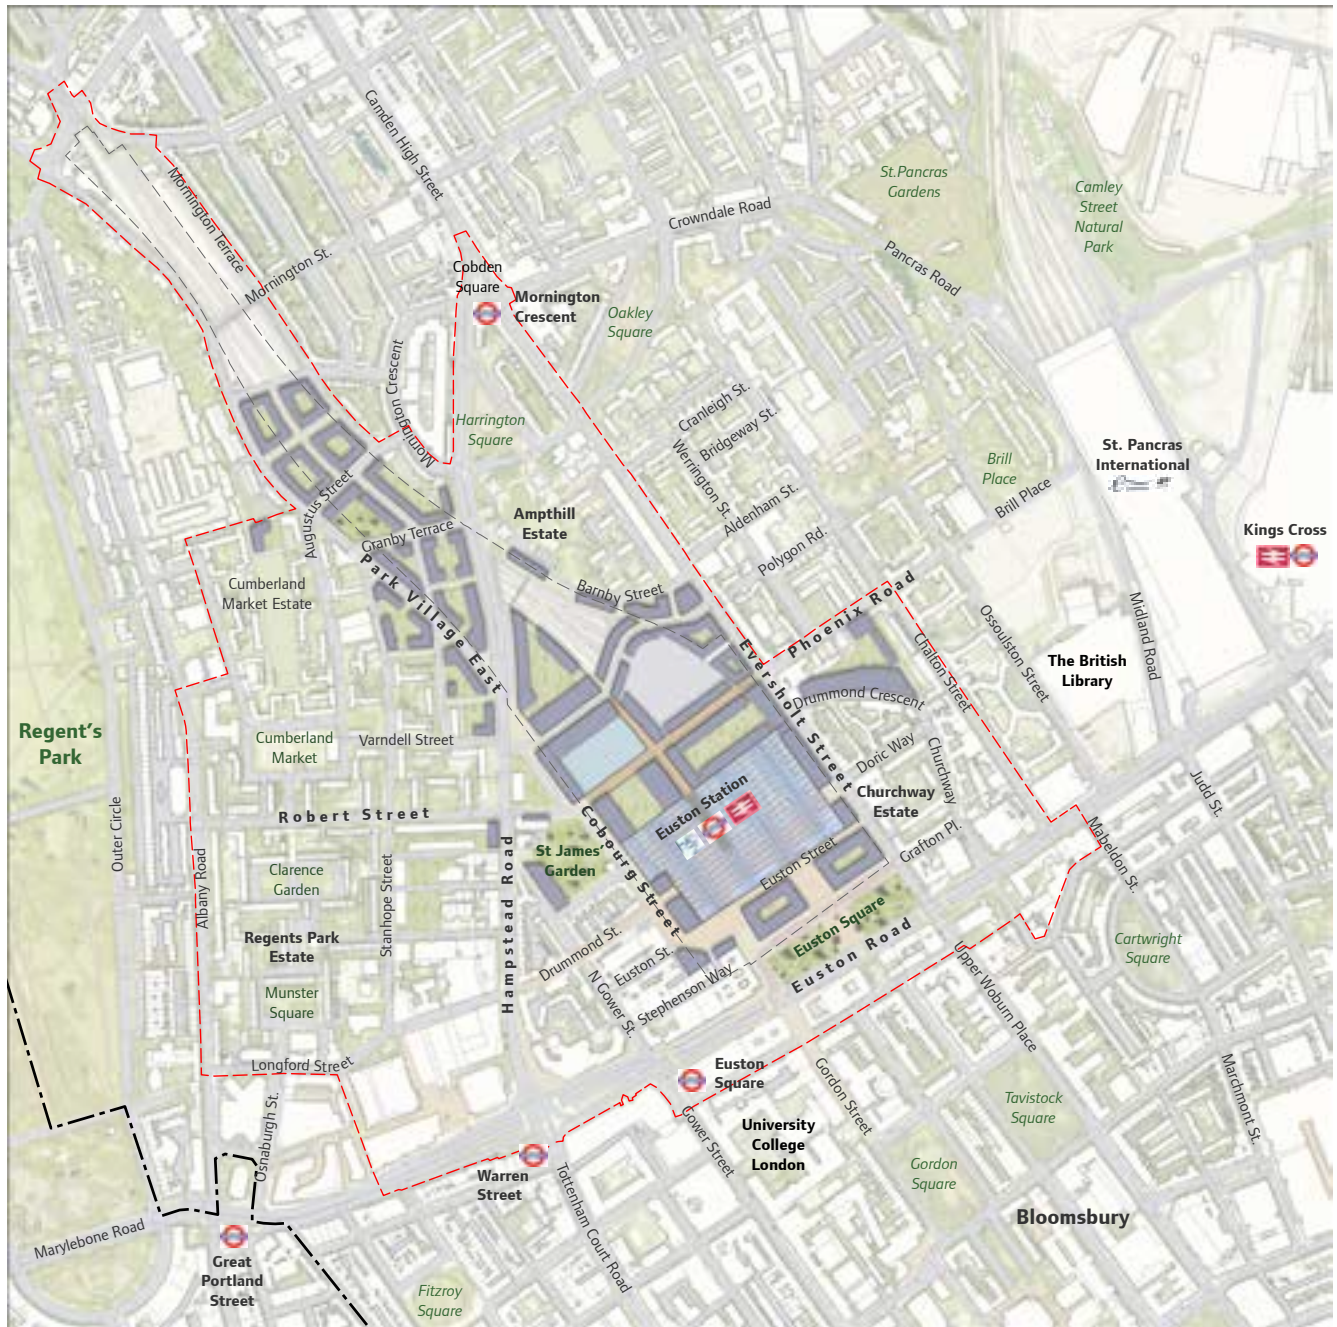 Camden High Street
St.Pancras
Gardens
Camley
Street
Natural
Park
Mornington Terrace
Crowndale Road
Pancras Road
Mornington St.
Cobden
Square
Mornington
Crescent
Oakley
Square
Mornington Crescent
Harrington
Square
Cranleigh St.
Bridgeway St.
Werrington St.
Aldenham St.
Polygon Rd.
Brill
Place
Brill Place
St. Pancras
International
Kings Cross
Augustus Street
Granby Terrace
Ampthill
Estate
Barnby Street
Park Village East
Cumberland
Market Estate
Phoenix Road
Chalton Street
Ossoulston Street
Midland Road
The British
Library
Eversholt Street
Drummond Crescent
Regent's
Park
Cumberland
Market
Varndell Street
Doric Way
Churchway
Churchway
Estate
Judd St.
Outer Circle
Robert Street
Euston Station
Cobourg Street
Grafton Pl.
Mabeldon St.
Euston Street
St James'
Garden
Hampstead Road
Albany Road
Clarence
Garden
Stanhope Street
Regents Park
Estate
Drummond St.
Euston St.
Euston Square
Euston Road
Cartwright
Square
Upper Woburn Place
Munster
Square
N Gower St.
Stephenson Way
Longford Street
Osnaburgh St.
Euston
Square
Gordon Street
Tavistock
Square
Marchmont St.
Gower Street
University
College
London
Gordon
Square
Warren
Street
Tottenham Court Road
Bloomsbury
Marylebone Road
Great
Portland
Street
Fitzroy
Square